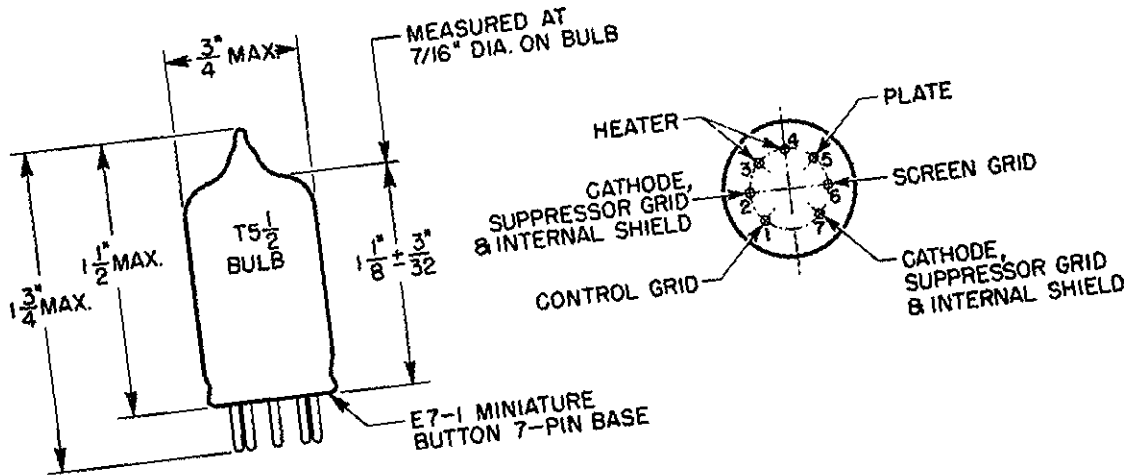 3" MAX.
4
MEASURED AT
7/16" DIA. ON BULB
1 3/4" MAX.
1 1/2" MAX.
T5 1/2
BULB
1 1/8" ± 3/32"
E7-1 MINIATURE
BUTTON 7-PIN BASE
HEATER
PLATE
SCREEN GRID
CATHODE,
SUPPRESSOR GRID
& INTERNAL SHIELD
CONTROL GRID
CATHODE,
SUPPRESSOR GRID
& INTERNAL SHIELD
4
3
5
2
6
1
7